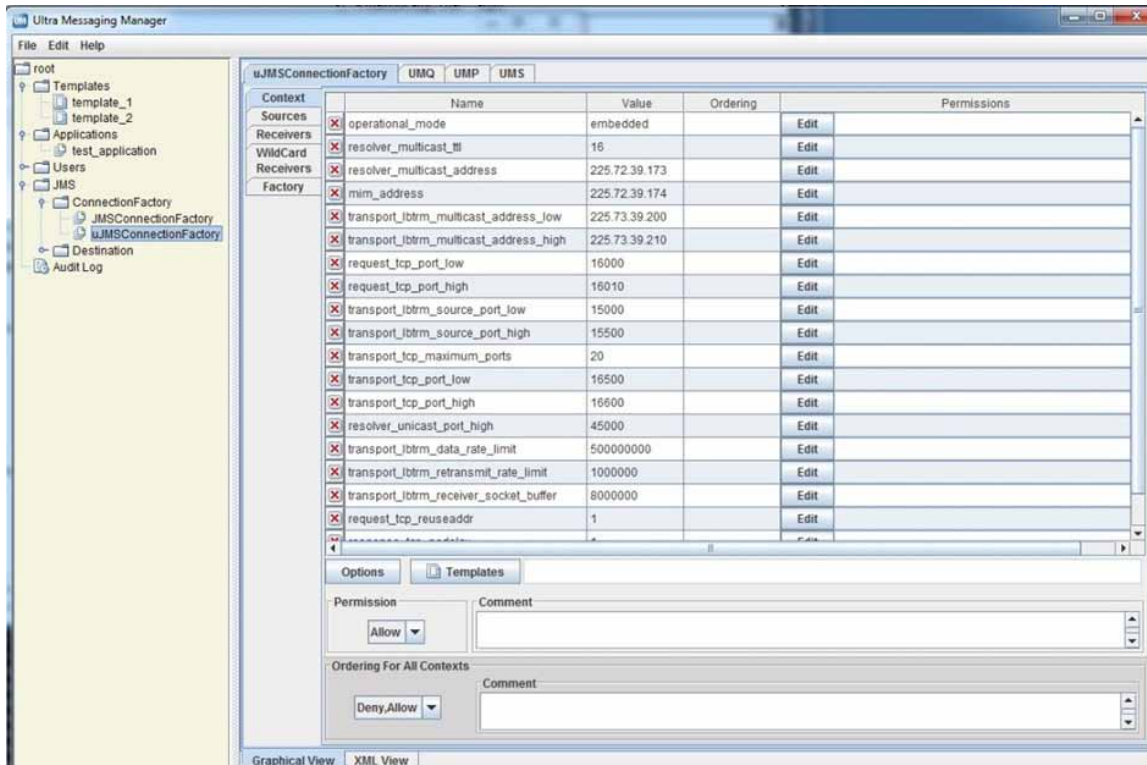 Ultra Messaging Manager
File Edit Help
root
Templates
template_1
template_2
Applications
test_application
Users
JMS
ConnectionFactory
JMSConnectionFactory
uJMSConnectionFactory
Destination
Audit Log
uJMSConnectionFactory UMQ UMP UMS
Context
Sources
Receivers
WildCard
Receivers
Factory
Name Value Ordering Permissions
operational_mode embedded Edit
resolver_multicast_ttl 16 Edit
resolver_multicast_address 225.72.39.173 Edit
mim_address 225.72.39.174 Edit
transport_lbtrm_multicast_address_low 225.73.39.200 Edit
transport_lbtrm_multicast_address_high 225.73.39.210 Edit
request_tcp_port_low 16000 Edit
request_tcp_port_high 16010 Edit
transport_lbtrm_source_port_low 15000 Edit
transport_lbtrm_source_port_high 15500 Edit
transport_tcp_maximum_ports 20 Edit
transport_tcp_port_low 16500 Edit
transport_tcp_port_high 16600 Edit
resolver_unicast_port_high 45000 Edit
transport_lbtrm_data_rate_limit 500000000 Edit
transport_lbtrm_retransmit_rate_limit 1000000 Edit
transport_lbtrm_receiver_socket_buffer 8000000 Edit
request_tcp_reuseaddr 1 Edit
Options Templates
Permission Comment
Allow
Ordering For All Contexts
Comment
Deny,Allow
Graphical View XML View